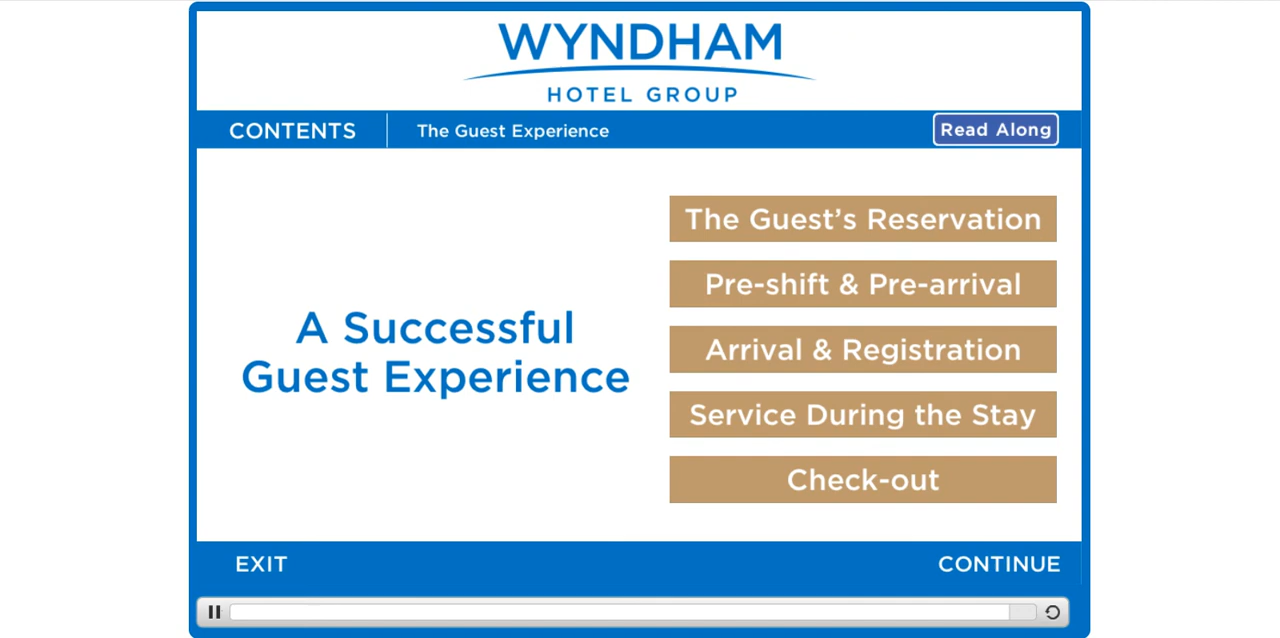 WYNDHAM
HOTEL GROUP
CONTENTS
The Guest Experience
Read Along
The Guest’s Reservation
Pre-shift & Pre-arrival
Arrival & Registration
Service During the Stay
Check-out
A Successful
Guest Experience
EXIT
CONTINUE